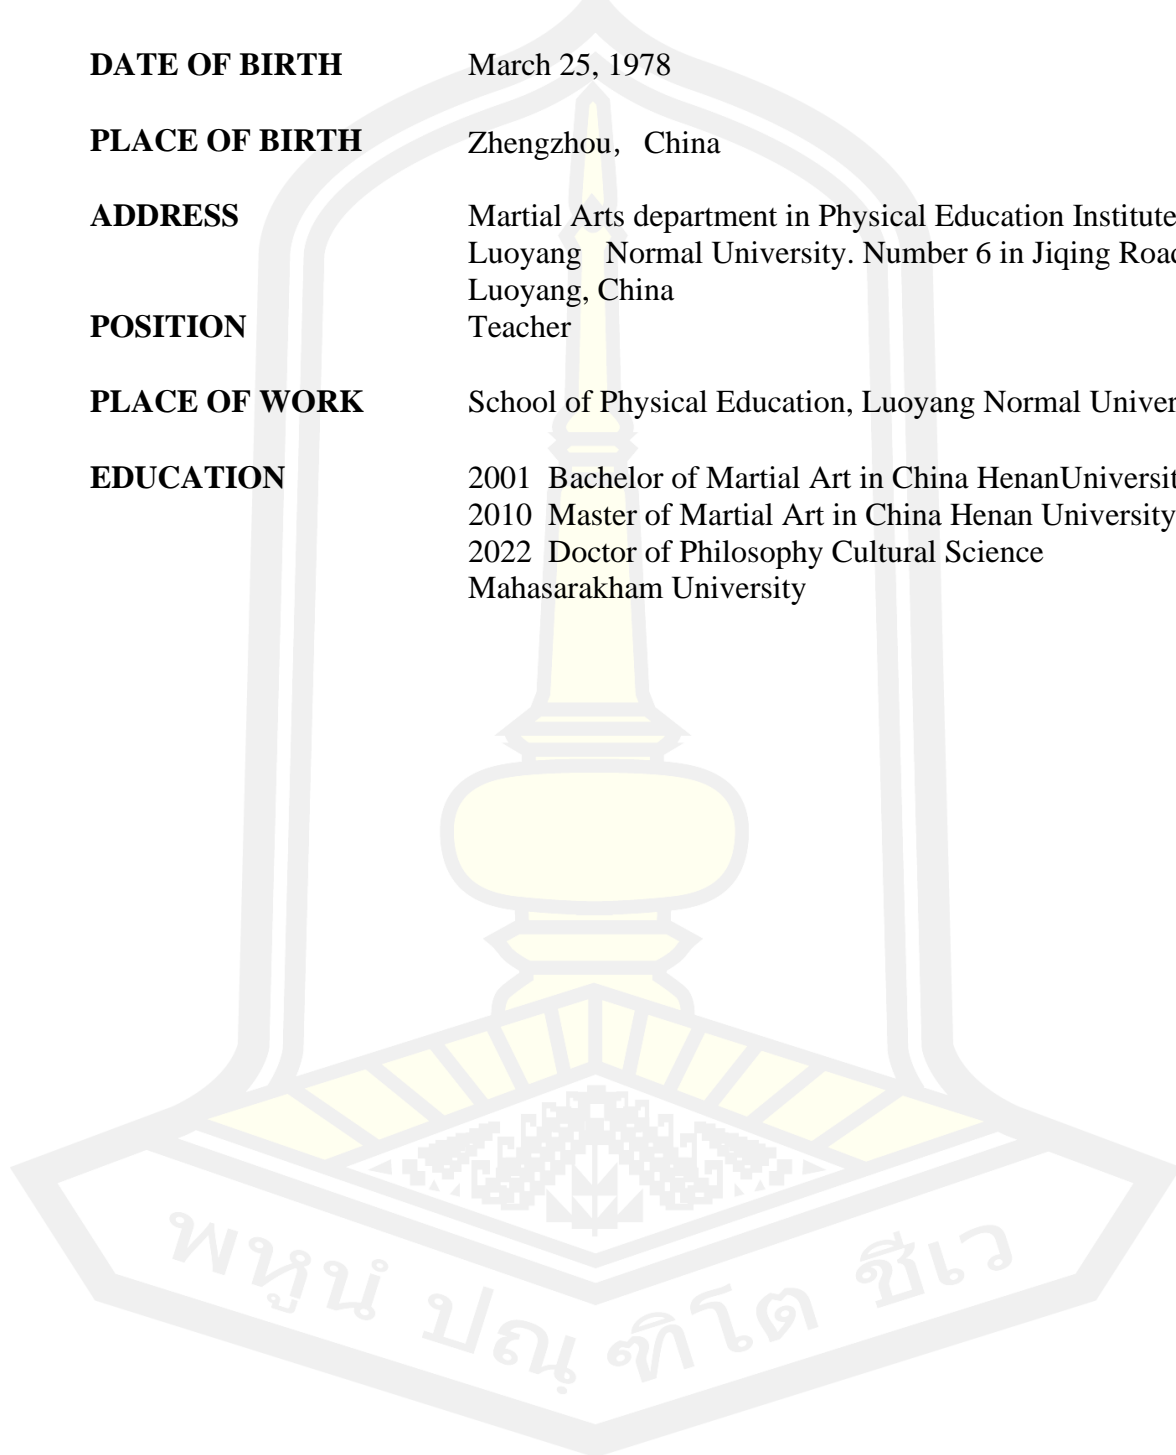 DATE OF BIRTH March 25, 1978
PLACE OF BIRTH Zhengzhou， China
ADDRESS Martial Arts department in Physical Education Institute
Luoyang Normal University. Number 6 in Jiqing
Luoyang, China
POSITION Teacher
PLACE OF WORK School of Physical Education, Luoyang Normal
EDUCATION 2001 Bachelor of Martial Art in China
2010 Master of Martial Art in China Henan University
2022 Doctor of Philosophy Cultural Science
Mahasarakham University
พหูนํ ปณฺฑิโต ชีเว